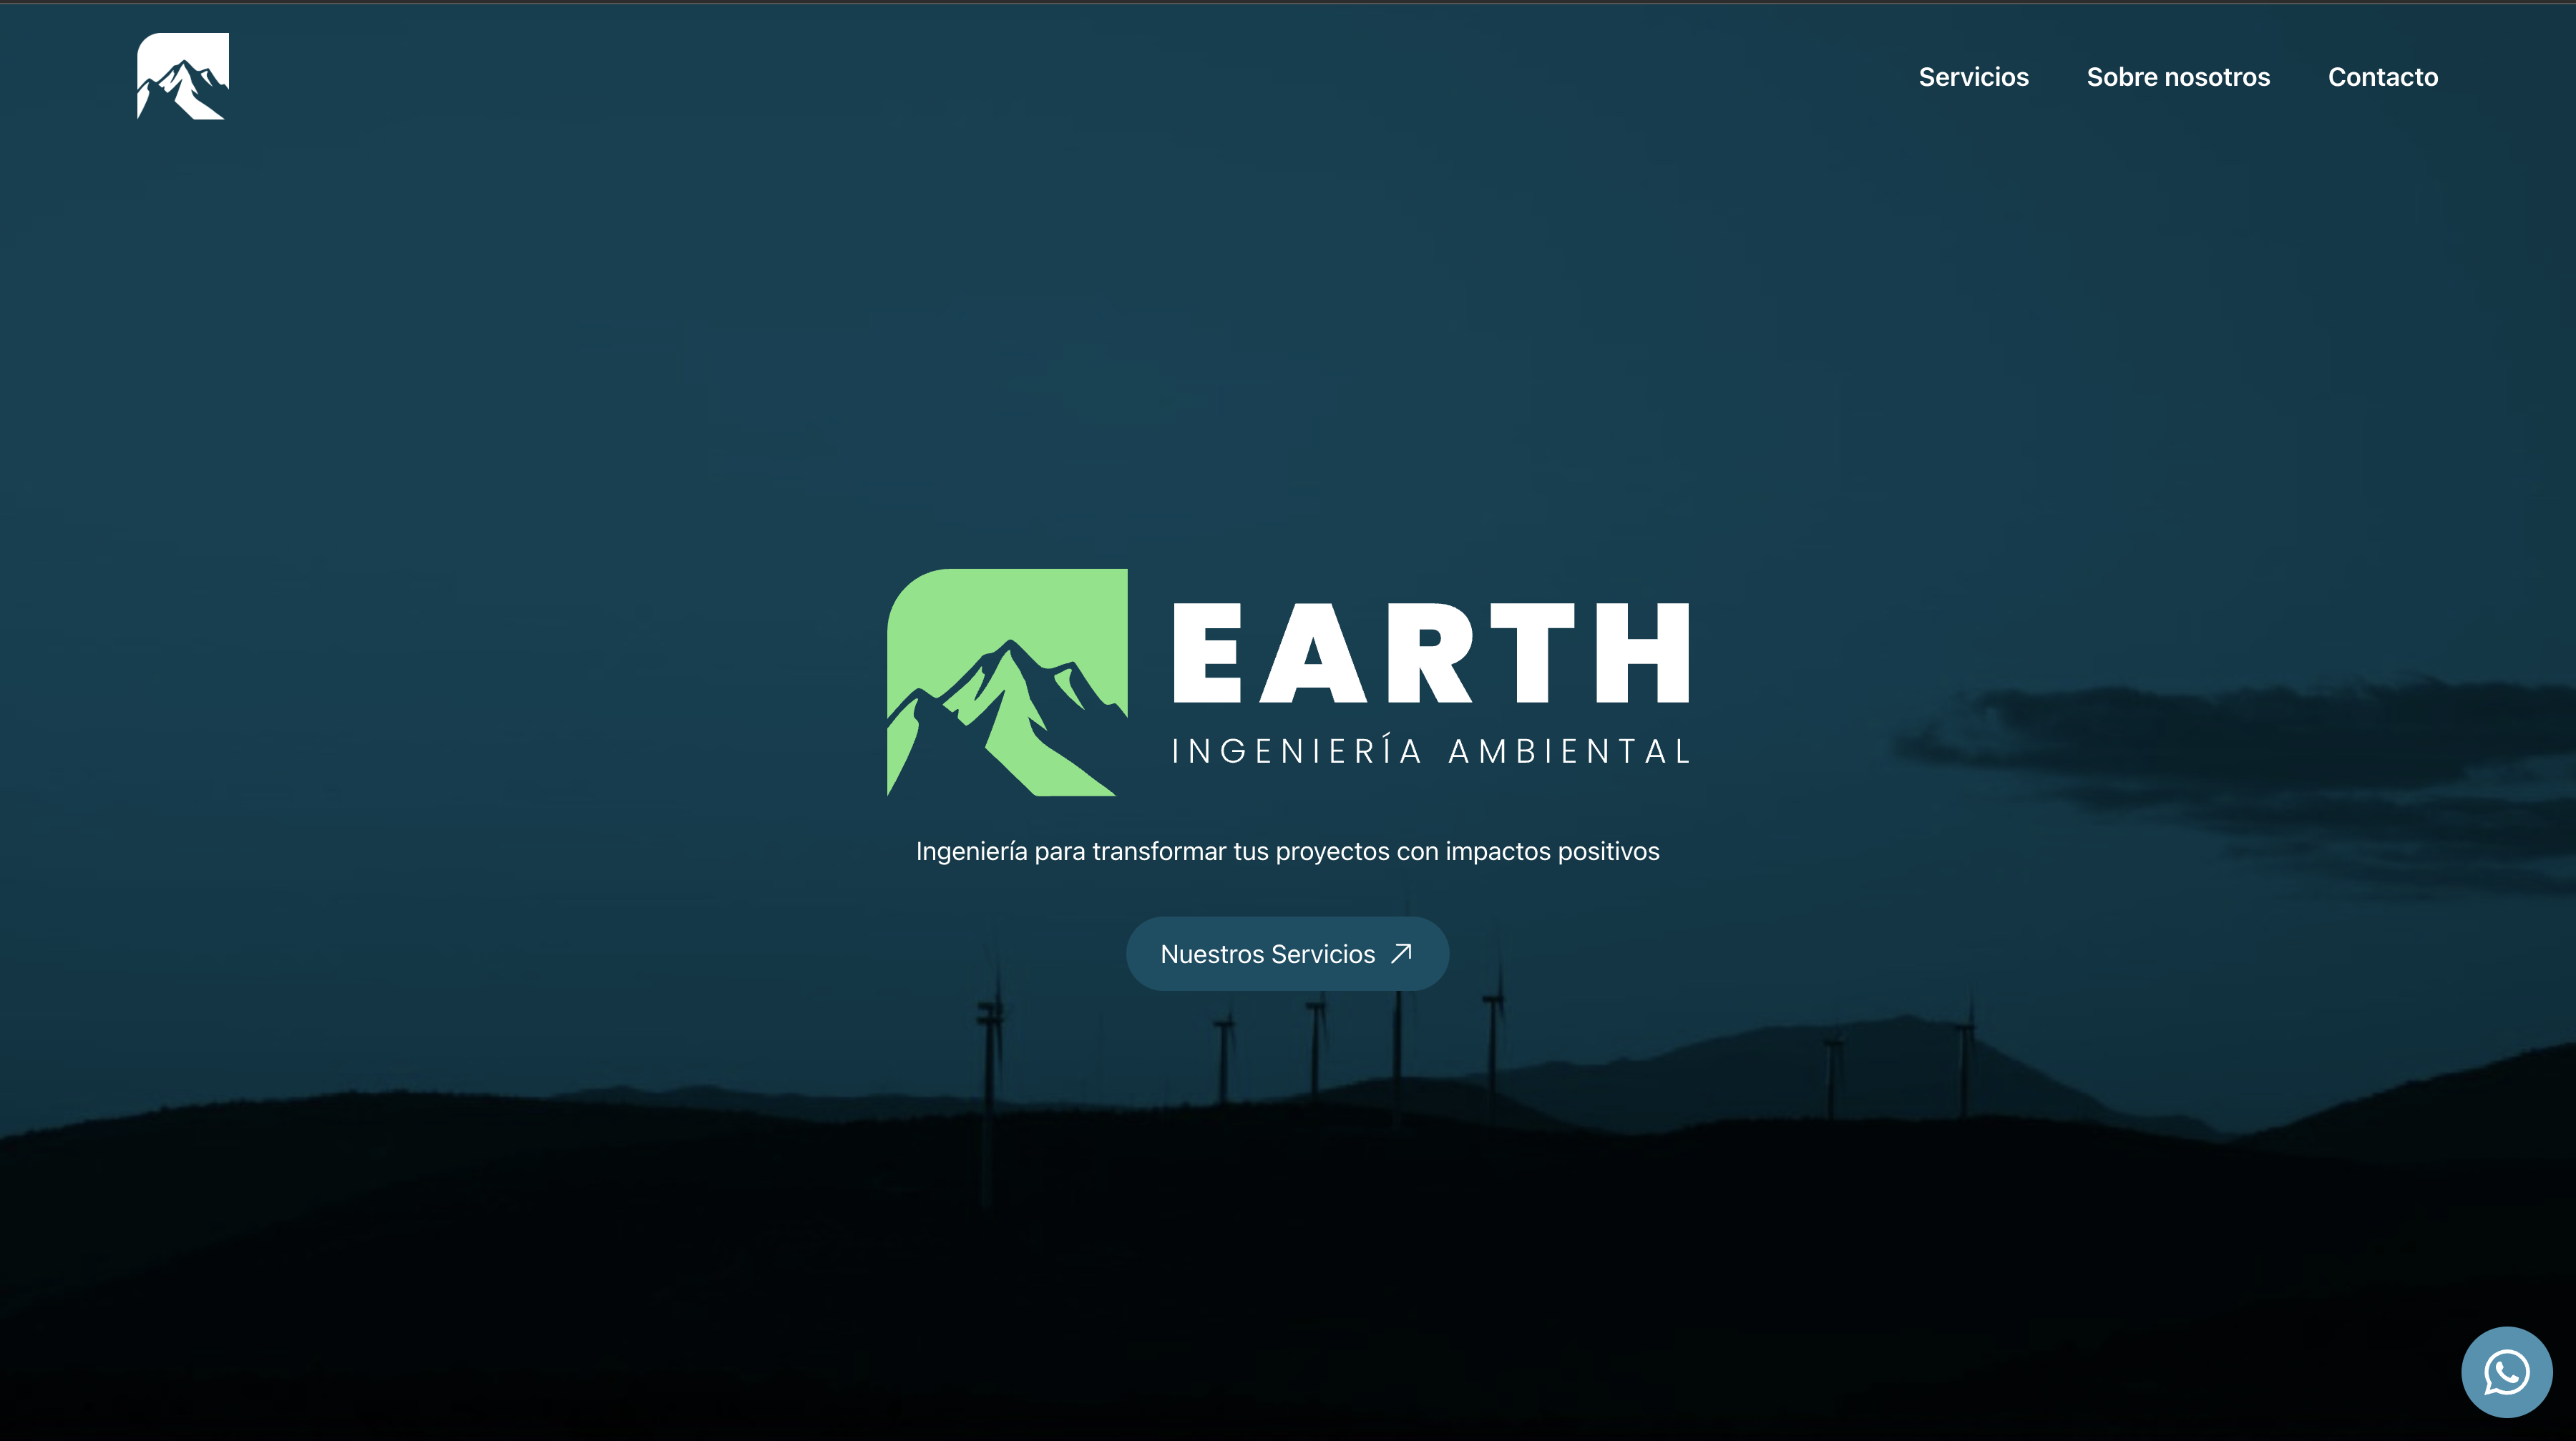 Servicios
Sobre nosotros
Contacto
EARTH
INGENIERÍA AMBIENTAL
Ingeniería para transformar tus proyectos con impactos positivos
Nuestros Servicios